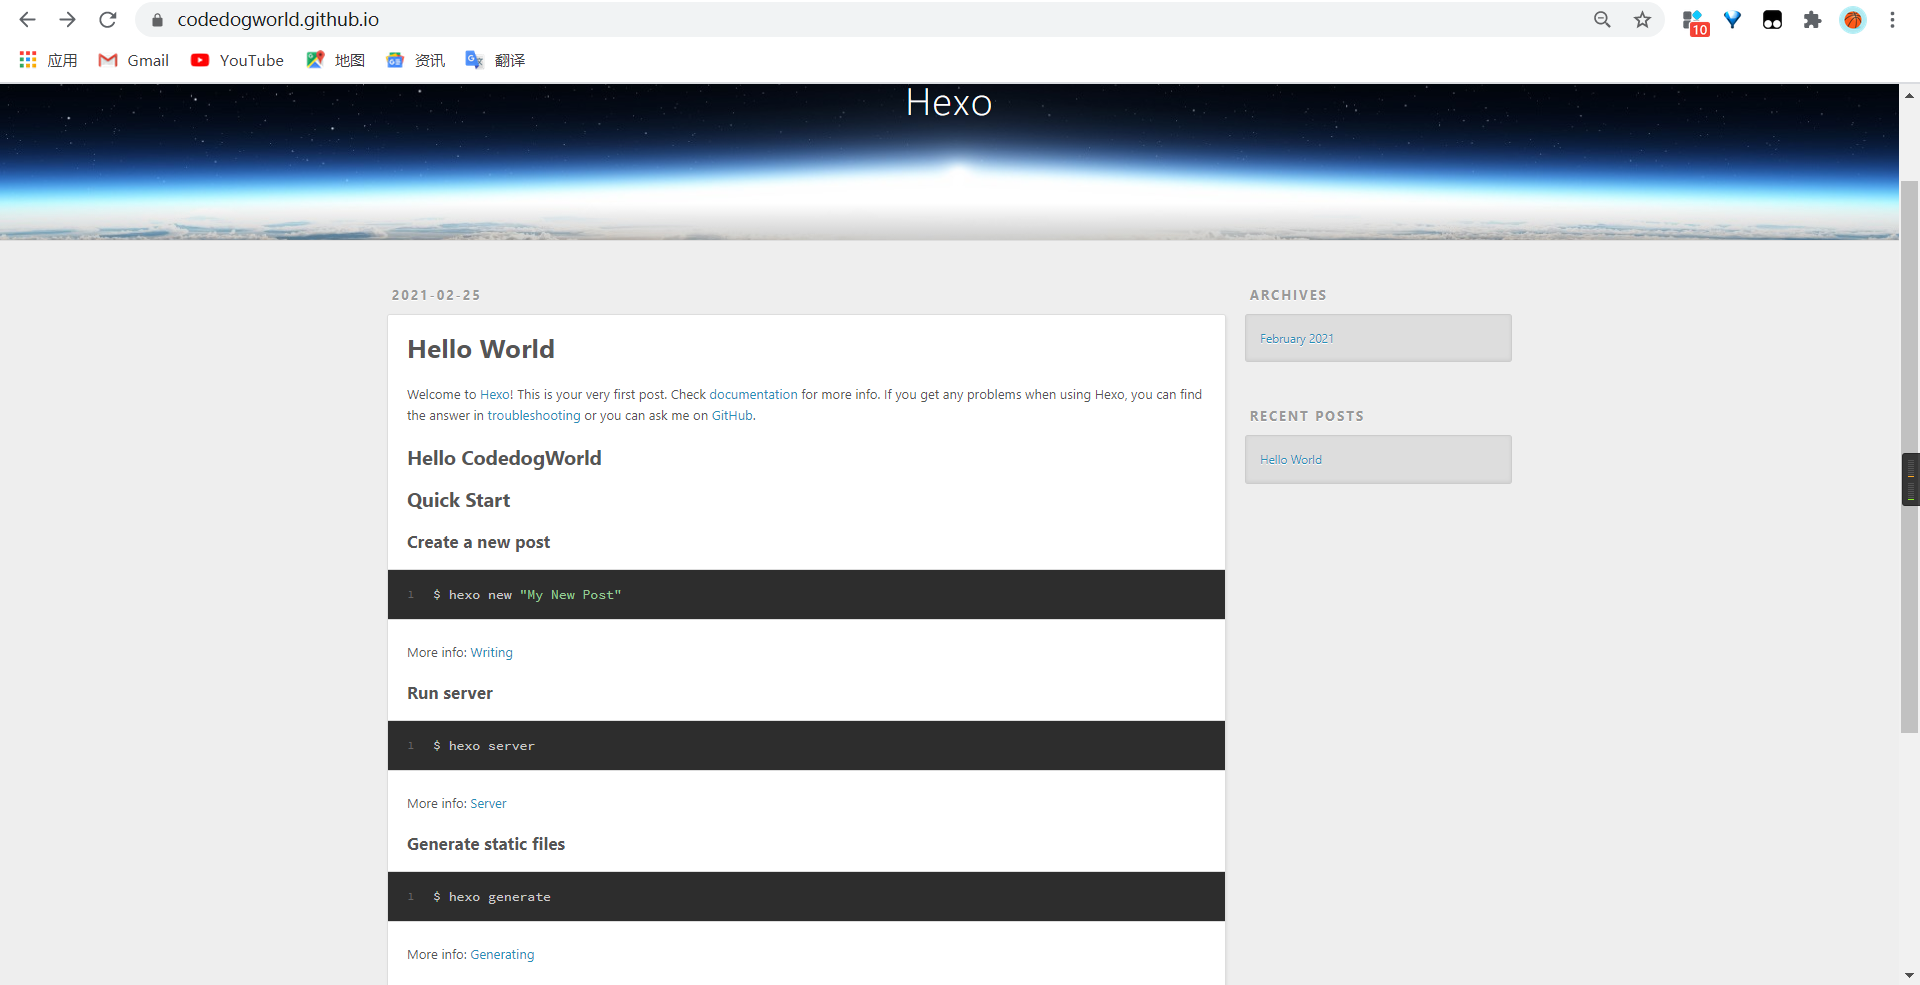 codedogworld.github.io
10
应用 Gmail YouTube 地图 资讯 翻译
Hexo
2021-02-25
Hello World
Welcome to Hexo! This is your very first post. Check documentation for more info. If you get any problems when using Hexo, you can find
the answer in troubleshooting or you can ask me on GitHub.
Hello CodedogWorld
Quick Start
Create a new post
1 $ hexo new "My New Post"
More info: Writing
Run server
1 $ hexo server
More info: Server
Generate static files
1 $ hexo generate
More info: Generating
ARCHIVES
February 2021
RECENT POSTS
Hello World